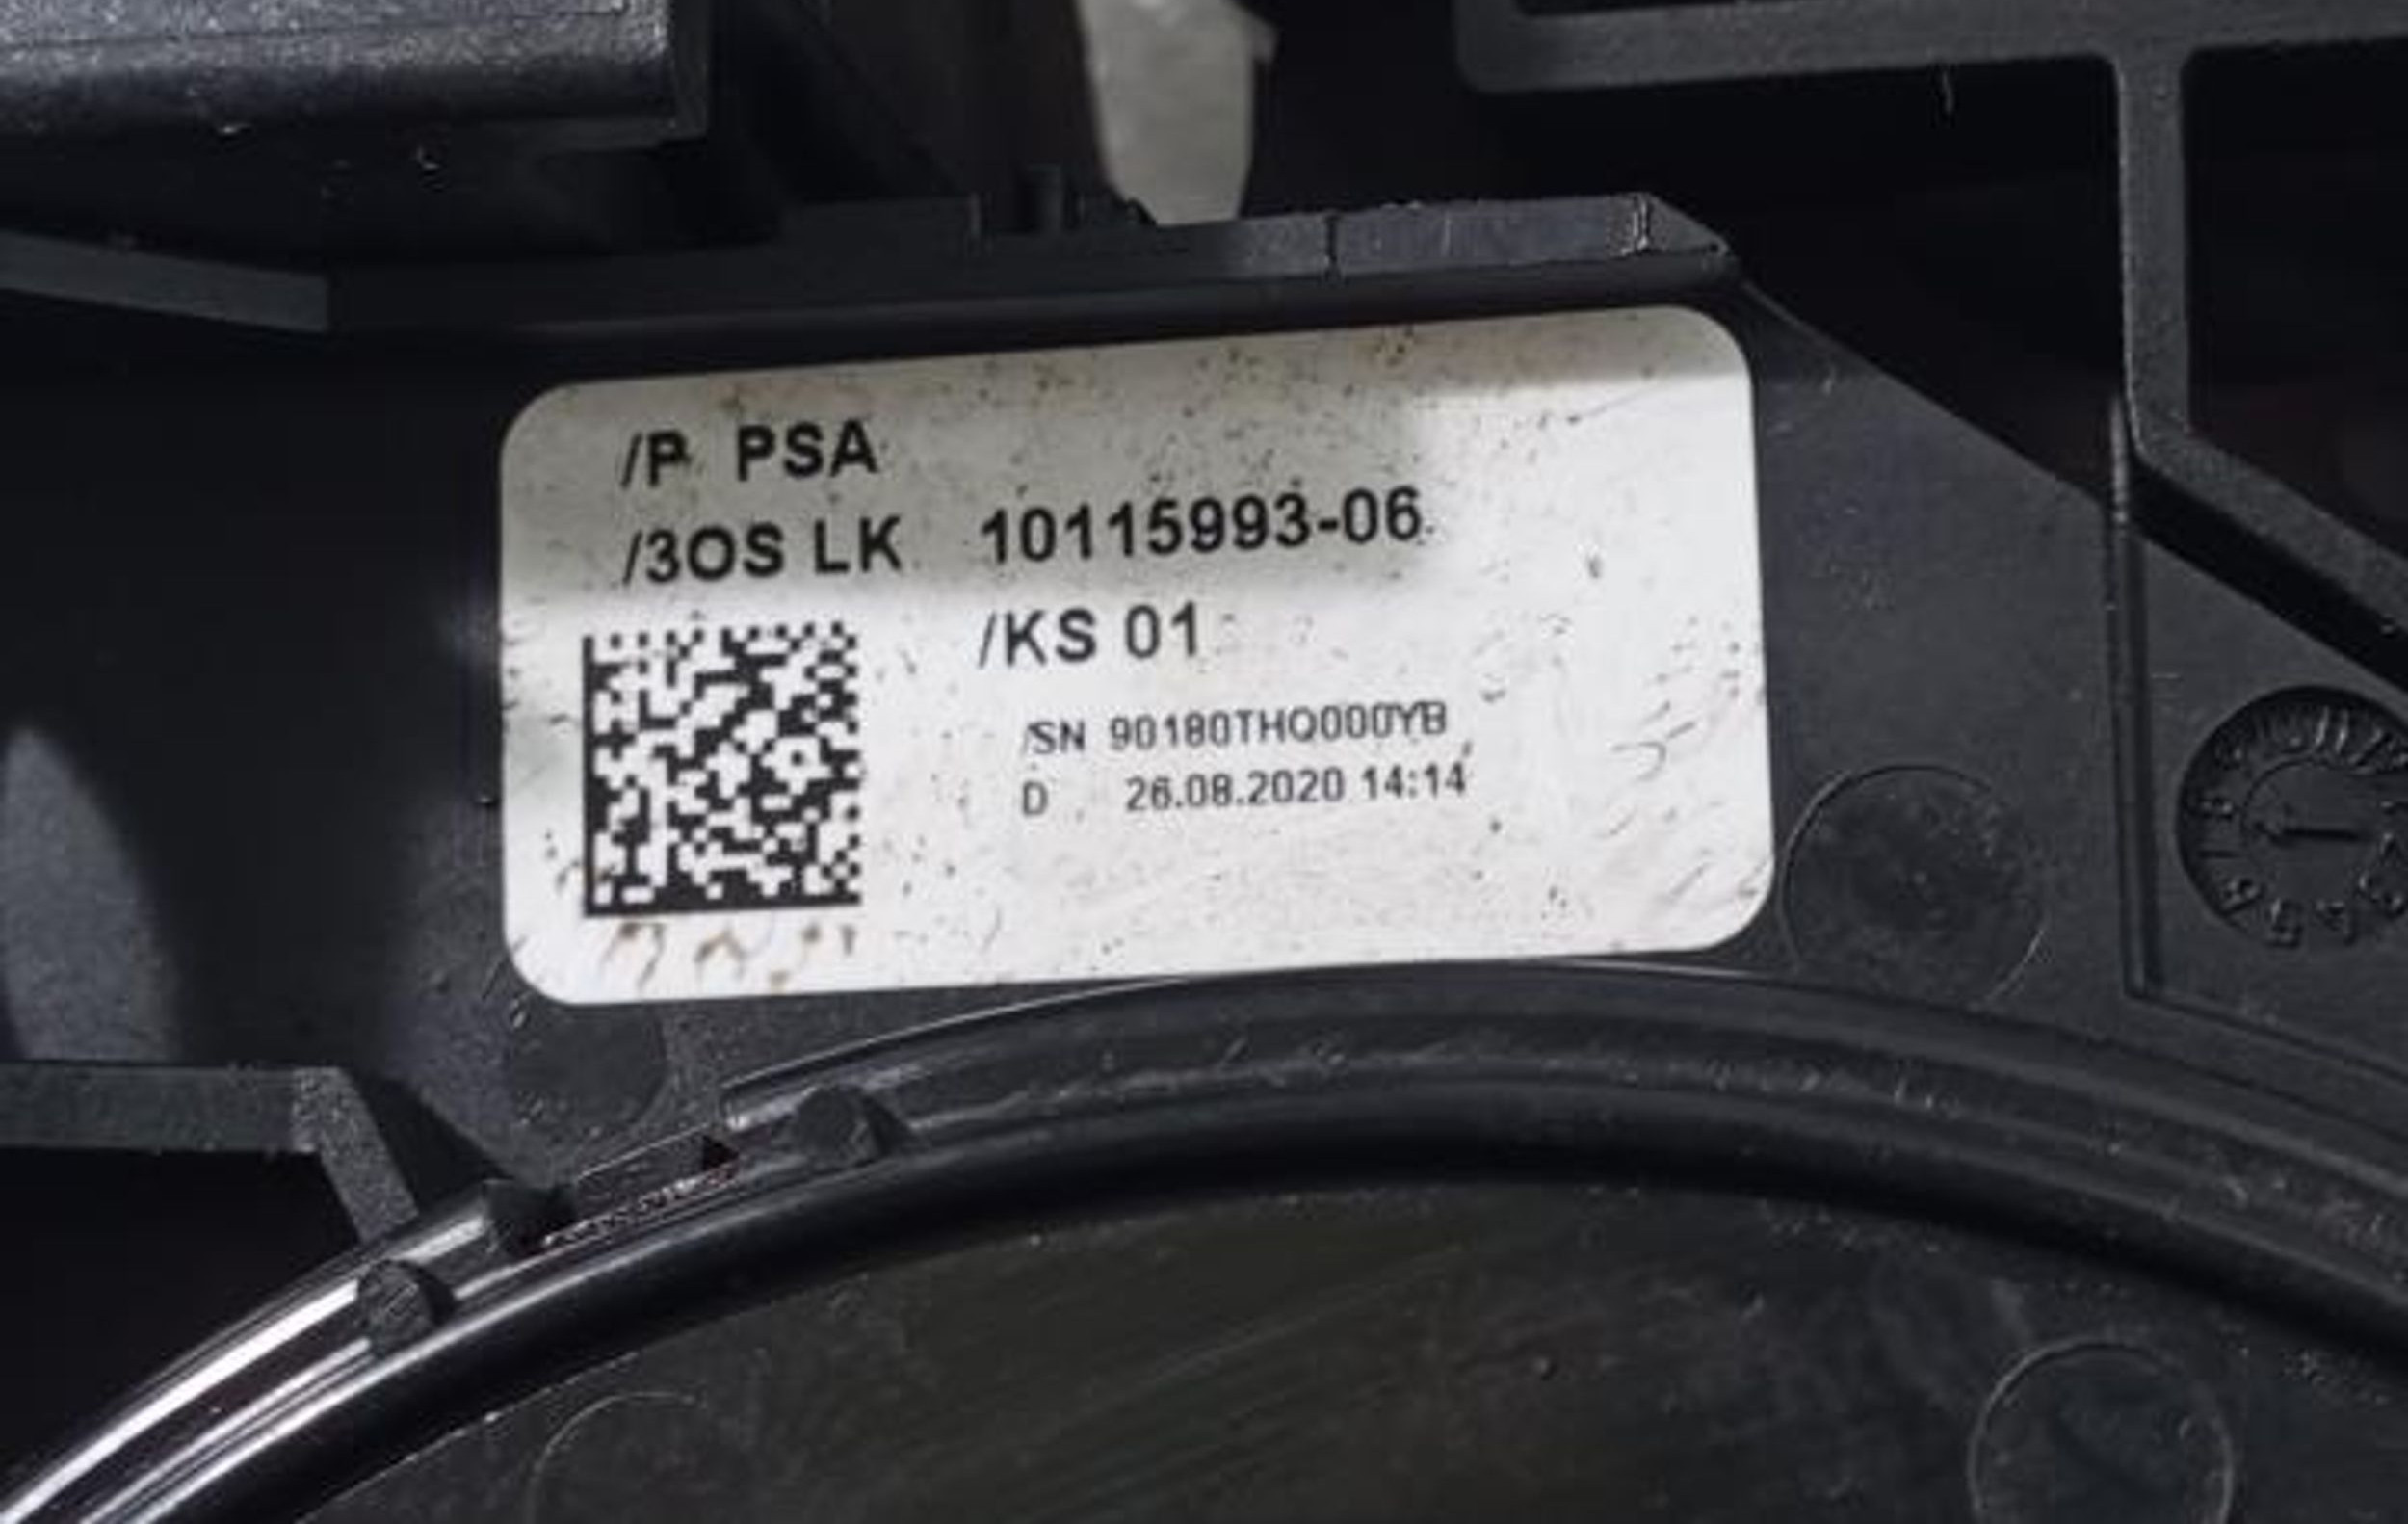 /P PSA
/3OS LK 10115993-06
/KS 01
/SN 90180THQ000YB
D 26.08.2020 14:14